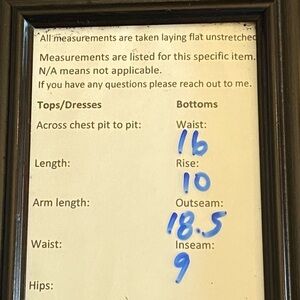 All measurements are taken laying flat unstretched
Measurements are listed for this specific item.
N/A means not applicable.
If you have any questions please reach out to me.
Tops/Dresses Bottoms
Across chest pit to pit: Waist:
16
Length: Rise:
10
Arm length: Outseam:
18.5
Waist: Inseam:
9
Hips: